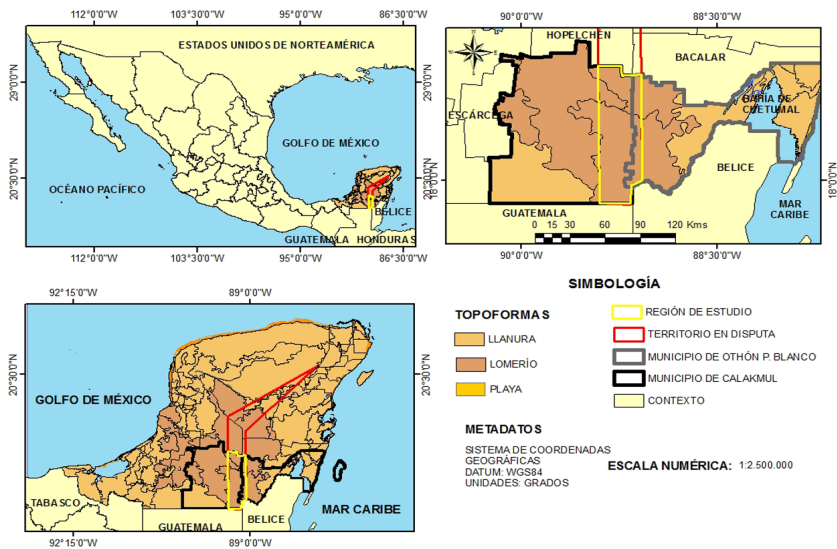 112°0'0"W
103°30'0"W
95°0'0"W
86°30'0"W
ESTADOS UNIDOS DE NORTEAMÉRICA
29°0'0"N
29°0'0"N
GOLFO DE MÉXICO
20°30'0"N
20°30'0"N
OCÉANO PACÍFICO
BELICE
GUATEMALA
HONDURAS
112°0'0"W
103°30'0"W
95°0'0"W
86°30'0"W
90°0'0"W
88°30'0"W
HOPELCHÉN
BACALAR
ESCÁRCEGA
BAHÍA DE CHETUMAL
BELICE
GUATEMALA
MAR CARIBE
0 15 30 60 90 120 Kms
90°0'0"W
88°30'0"W
92°15'0"W
89°0'0"W
20°30'0"N
20°30'0"N
GOLFO DE MÉXICO
TABASCO
GUATEMALA
BELICE
MAR CARIBE
92°15'0"W
89°0'0"W
SIMBOLOGÍA
TOPOFORMAS
LLANURA
LOMERÍO
PLAYA
REGIÓN DE ESTUDIO
TERRITORIO EN DISPUTA
MUNICIPIO DE OTHÓN P. BLANCO
MUNICIPIO DE CALAKMUL
CONTEXTO
METADATOS
SISTEMA DE COORDENADAS
GEOGRÁFICAS
DATUM: WGS84
UNIDADES: GRADOS
ESCALA NUMÉRICA: 1:2.500.000